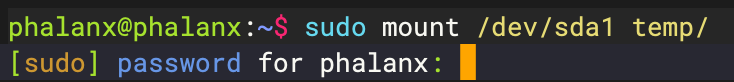 phalanx@phalanx:~$ sudo mount /dev/sda1 temp/
[sudo] password for phalanx: